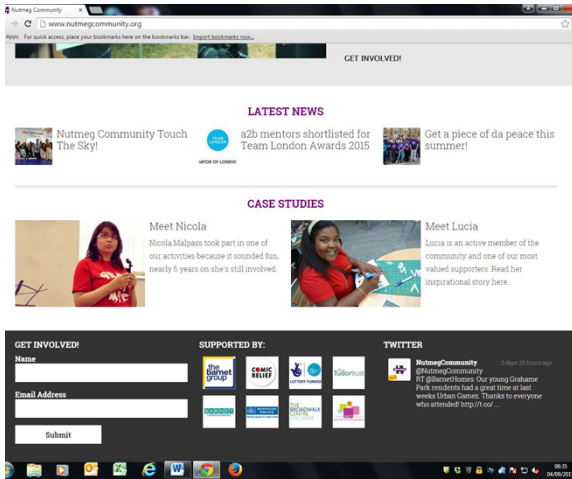 Nutmeg Community
www.nutmegcommunity.org
Apps For quick access, place your bookmarks here on the bookmarks bar. Import bookmarks now...
GET INVOLVED!
LATEST NEWS
Nutmeg Community Touch
The Sky!
TEAM
LONDON
MAYOR OF LONDON
a2b mentors shortlisted for
Team London Awards 2015
Get a piece of da peace this
summer!
CASE STUDIES
Meet Nicola
Nicola Malpass took part in one of
our activities because it sounded fun,
nearly 6 years on she's still involved.
Meet Lucia
Lucia is an active member of the
community and one of our most
valued supporters. Read her
inspirational story here.
GET INVOLVED!
Name
Email Address
Submit
SUPPORTED BY:
the
barnet
group
COMIC
RELIEF
LOTTERY FUNDED
tudortrust
BARNET
THE
BROADWALK
CENTRE
TWITTER
NutmegCommunity 2 days 20 hours ago
@NutmegCommunity
RT @BarnetHomes: Our young Grahame
Park residents had a great time at last
weeks Urban Games. Thanks to everyone
who attended! http://t.co/...
08:35